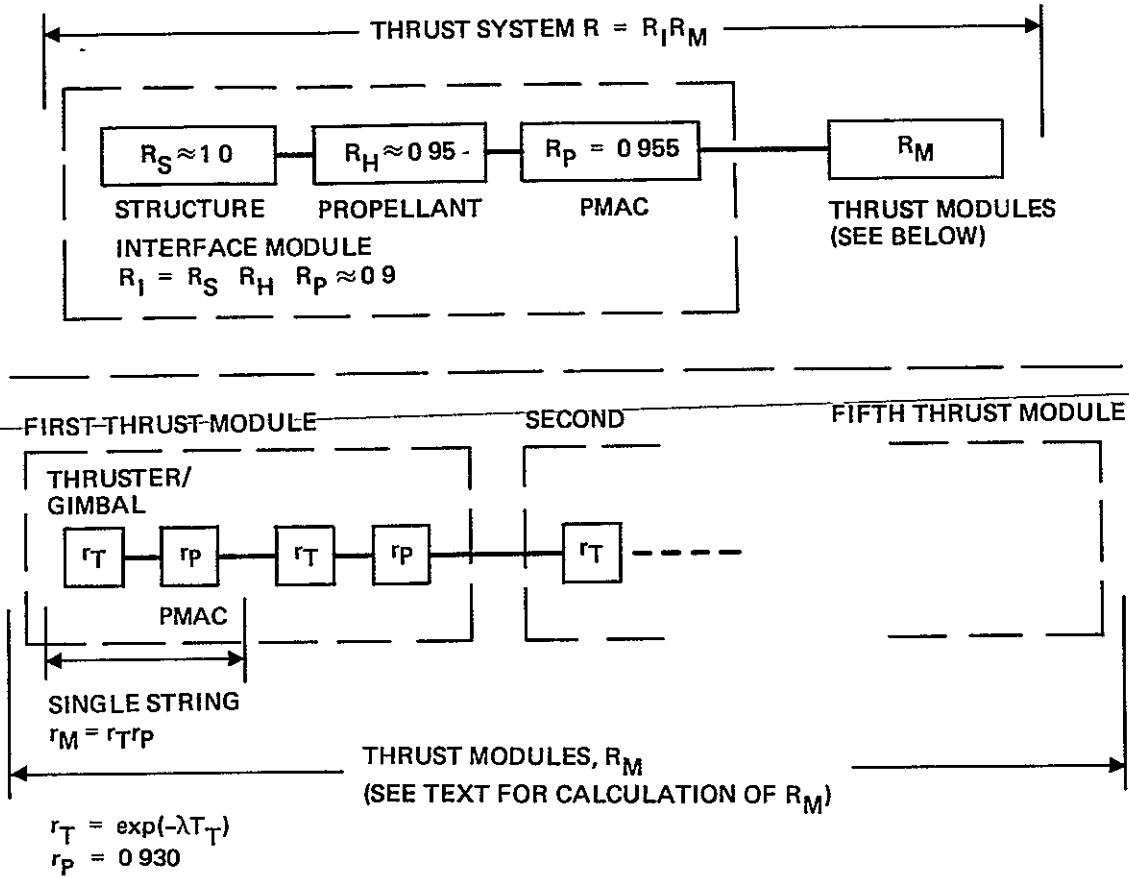 THRUST SYSTEM R = R_I R_M
R_S ≈ 1 0
R_H ≈ 0 95
R_P = 0 955
R_M
STRUCTURE
PROPELLANT
PMAC
THRUST MODULES
(SEE BELOW)
INTERFACE MODULE
R_I = R_S R_H R_P ≈ 0 9
FIRST THRUST MODULE
SECOND
FIFTH THRUST MODULE
THRUSTER/
GIMBAL
r_T
r_P
r_T
r_P
r_T
PMAC
SINGLE STRING
r_M = r_T r_P
THRUST MODULES, R_M
(SEE TEXT FOR CALCULATION OF R_M)
r_T = exp(-λT_T)
r_P = 0 930